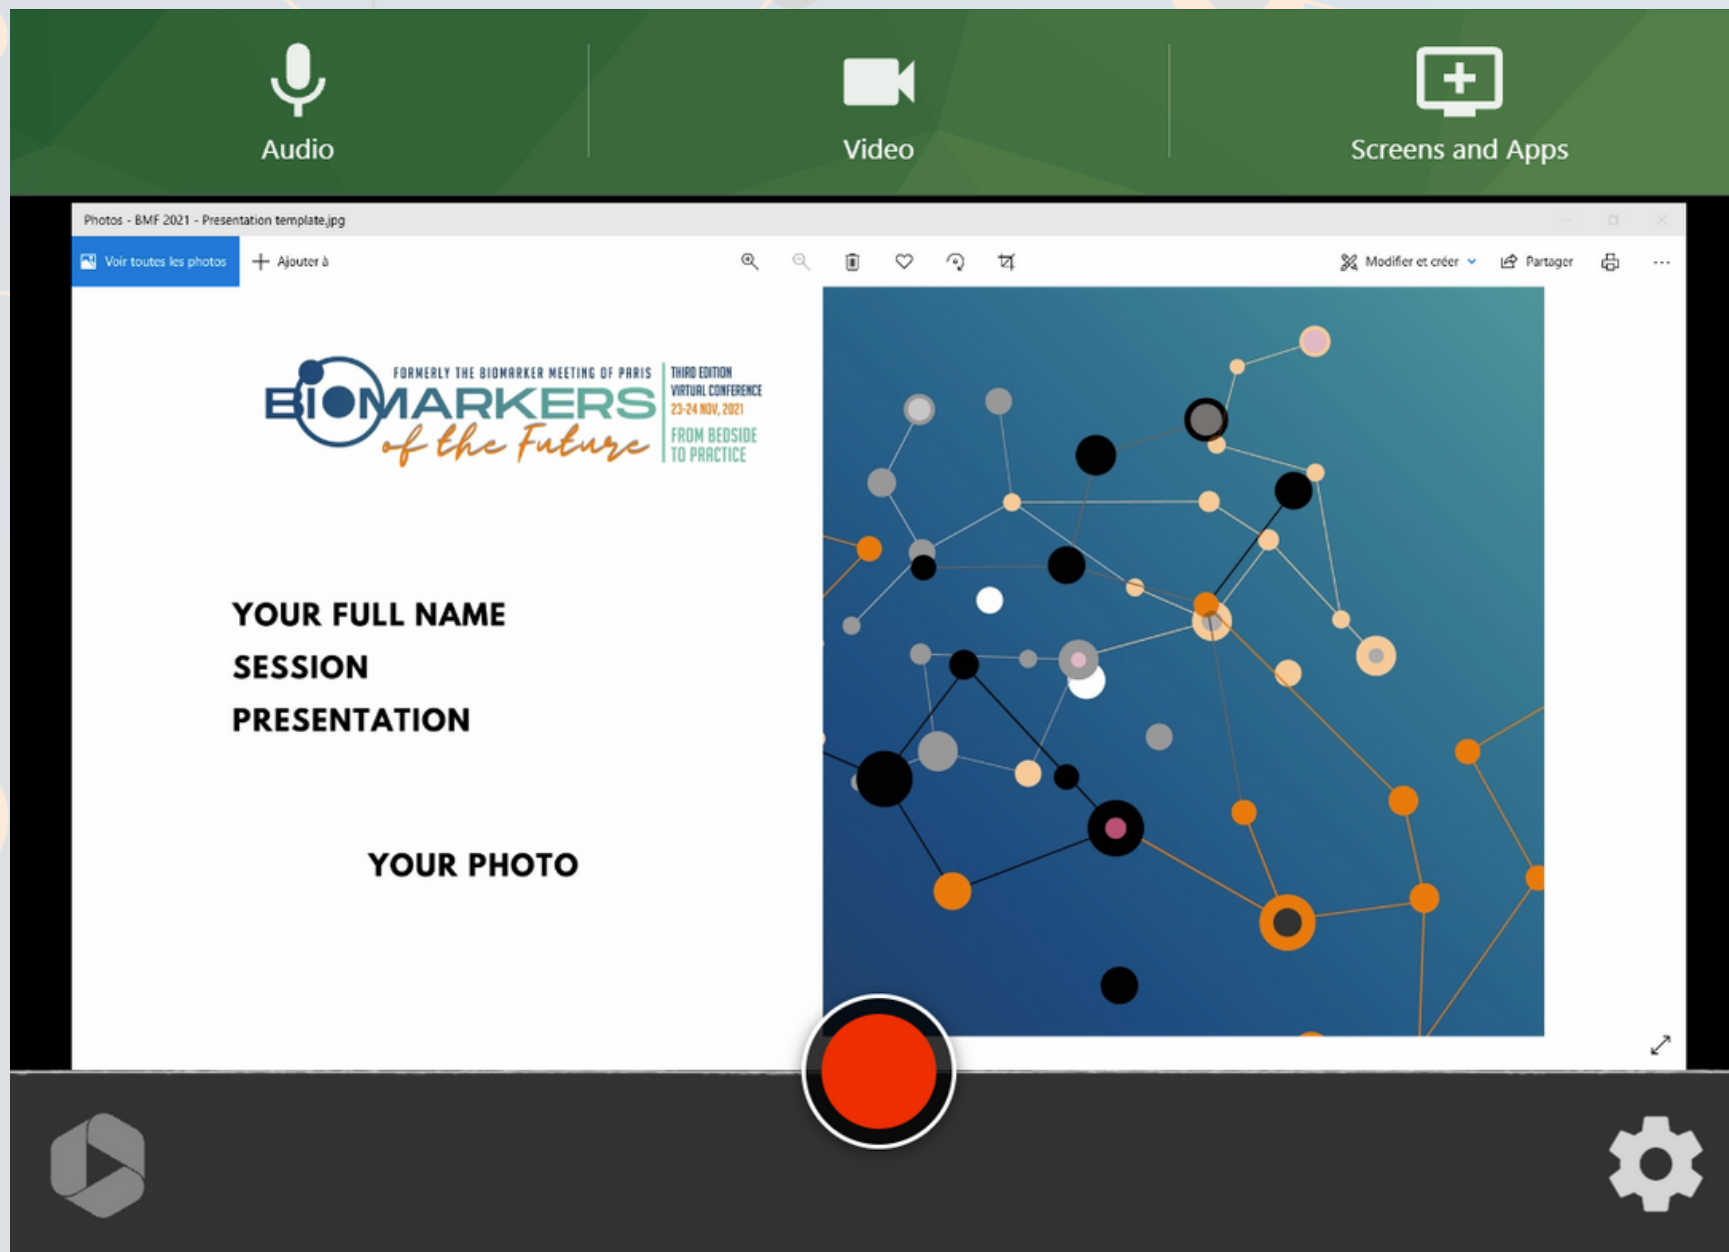 Audio
Video
Screens and Apps
Photos - BMF 2021 - Presentation template.jpg
Voir toutes les photos
Ajouter à
Modifier et créer
Partager
FORMERLY THE BIOMARKER MEETING OF PARIS
BIOMARKERS
of the Future
THIRD EDITION
VIRTUAL CONFERENCE
23-24 NOV, 2021
FROM BEDSIDE
TO PRACTICE
YOUR FULL NAME
SESSION
PRESENTATION
YOUR PHOTO